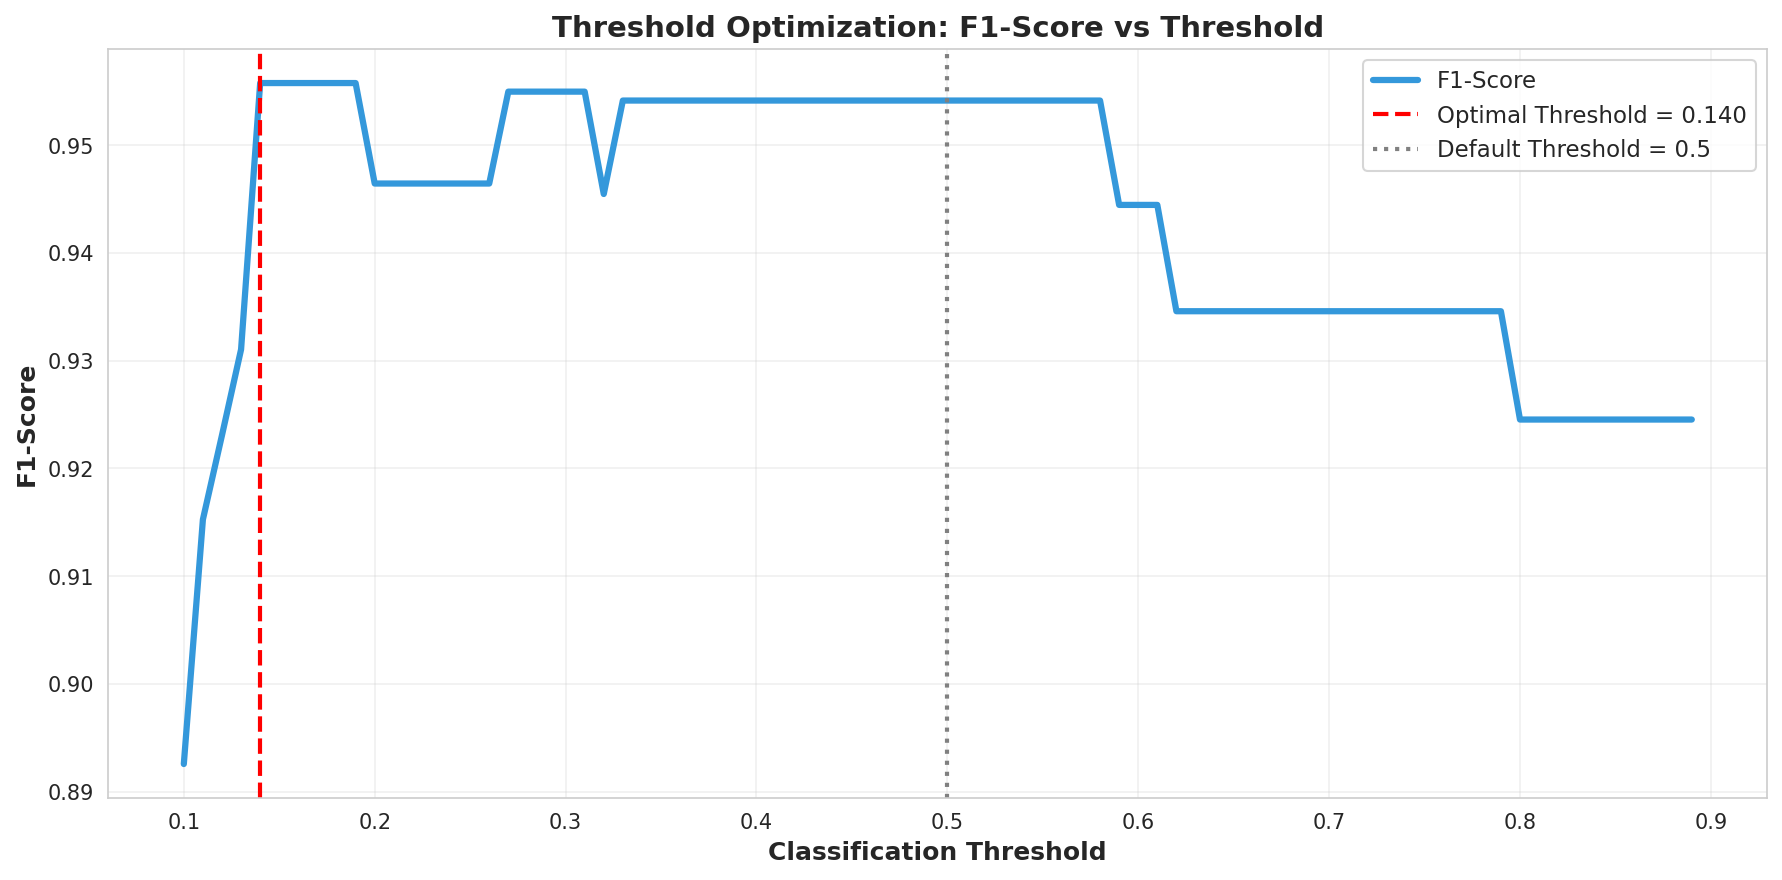 Threshold Optimization: F1-Score vs Threshold
F1-Score
Optimal Threshold = 0.140
Default Threshold = 0.5
F1-Score
0.95
0.94
0.93
0.92
0.91
0.90
0.89
0.1 0.2 0.3 0.4 0.5 0.6 0.7 0.8 0.9
Classification Threshold